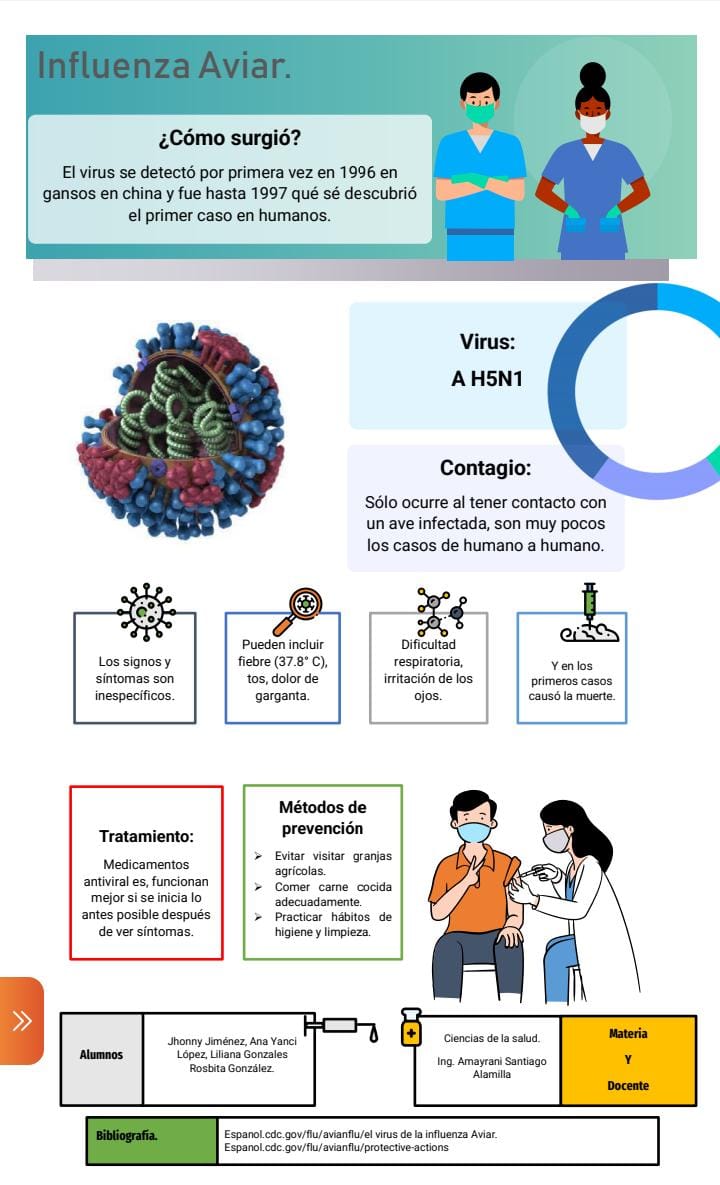 Influenza Aviar.
¿Cómo surgió?
El virus se detectó por primera vez en 1996 en
gansos en china y fue hasta 1997 qué sé descubrió
el primer caso en humanos.
Virus:
A H5N1
Contagio:
Sólo ocurre al tener contacto con
un ave infectada, son muy pocos
los casos de humano a humano.
Los signos y
síntomas son
inespecíficos.
Pueden incluir
fiebre (37.8° C),
tos, dolor de
garganta.
Dificultad
respiratoria,
irritación de los
ojos.
Y en los
primeros casos
causó la muerte.
Tratamiento:
Medicamentos
antiviral es, funcionan
mejor si se inicia lo
antes posible después
de ver síntomas.
Métodos de
prevención
➢ Evitar visitar granjas
agrícolas.
➢ Comer carne cocida
adecuadamente.
➢ Practicar hábitos de
higiene y limpieza.
Alumnos
Jhonny Jiménez, Ana Yanci
López, Liliana Gonzales
Rosbita González.
Ciencias de la salud.
Ing. Amayrani Santiago
Alamilla
Materia
Y
Docente
Bibliografía.
Espanol.cdc.gov/flu/avianflu/el virus de la influenza Aviar.
Espanol.cdc.gov/flu/avianflu/protective-actions